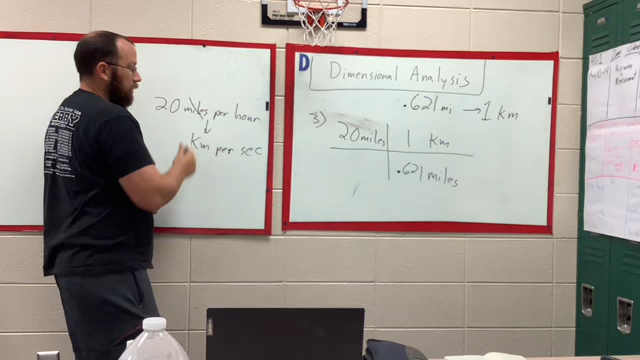 20 miles per hour
↓
Km per sec
D
Dimensional Analysis
.621 mi → 1 Km
3)
20 miles | 1 Km
.621 miles